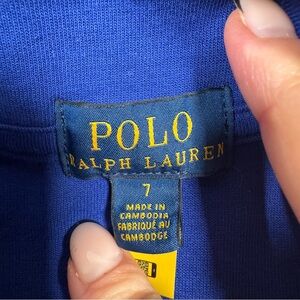 POLO
RALPH LAUREN
7
MADE IN
CAMBODIA
FABRIQUÉ AU
CAMBODGE